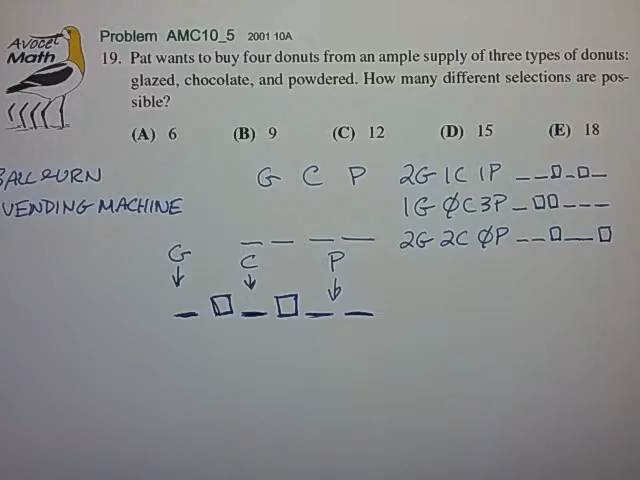 Avocet
Math
Problem AMC10_5 2001 10A
19. Pat wants to buy four donuts from an ample supply of three types of donuts:
glazed, chocolate, and powdered. How many different selections are pos-
sible?
(A) 6 (B) 9 (C) 12 (D) 15 (E) 18
BALL & URN G C P 2G 1C 1P _ _ □ _ □ _
VENDING MACHINE 1G ØC 3P _ □ □ _ _ _
_ _ _ _ 2G 2C ØP _ _ □ _ _ □
G C P
↓ ↓ ↓
_ □ _ □ _ _